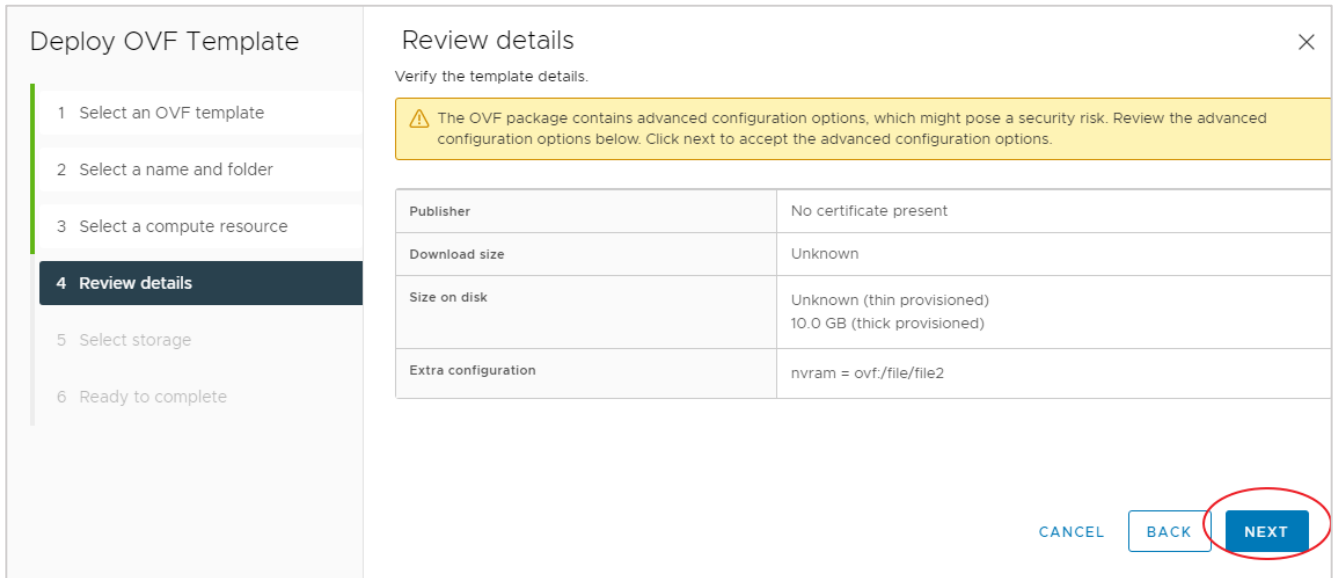 Deploy OVF Template
1 Select an OVF template
2 Select a name and folder
3 Select a compute resource
4 Review details
5 Select storage
6 Ready to complete
Review details
Verify the template details.
The OVF package contains advanced configuration options, which might pose a security risk. Review the advanced
configuration options below. Click next to accept the advanced configuration options.
Publisher No certificate present
Download size Unknown
Size on disk Unknown (thin provisioned)
10.0 GB (thick provisioned)
Extra configuration nvram = ovf:/file/file2
CANCEL BACK NEXT